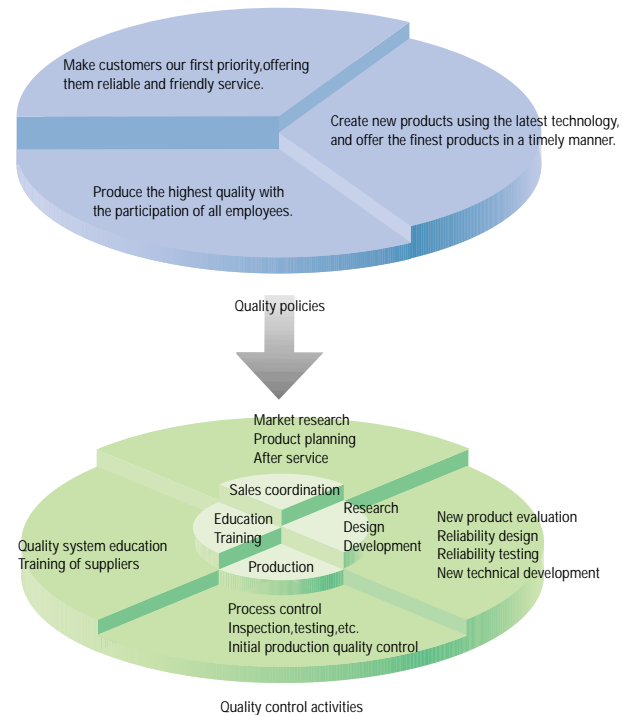 Make customers our first priority,offering
them reliable and friendly service.
Create new products using the latest technology,
and offer the finest products in a timely manner.
Produce the highest quality with
the participation of all employees.
Quality policies
Market research
Product planning
After service
Sales coordination
Education
Training
Research
Design
Development
Production
Quality system education
Training of suppliers
New product evaluation
Reliability design
Reliability testing
New technical development
Process control
Inspection,testing,etc.
Initial production quality control
Quality control activities